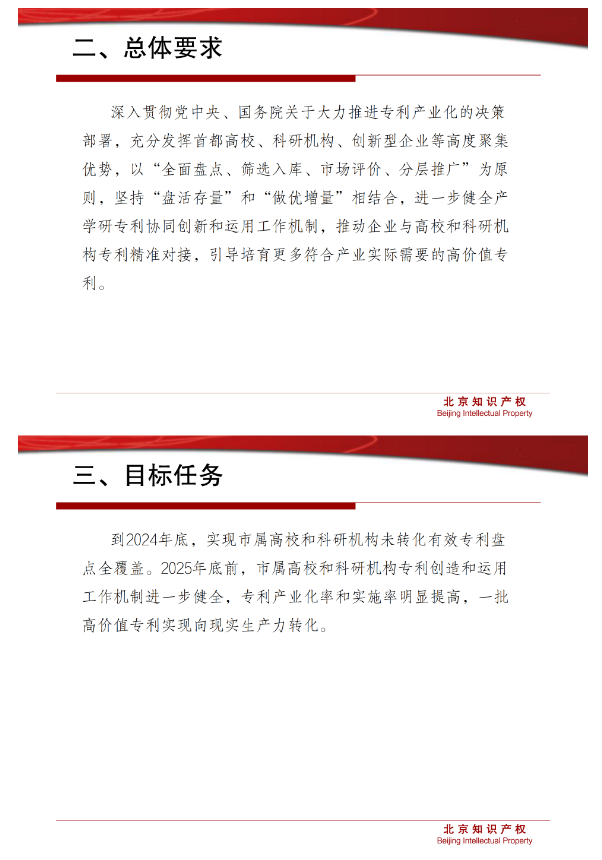 二、总体要求
深入贯彻党中央、国务院关于大力推进专利产业化的决策
部署，充分发挥首都高校、科研机构、创新型企业等高度聚集
优势，以“全面盘点、筛选入库、市场评价、分层推广”为原
则，坚持“盘活存量”和“做优增量”相结合，进一步健全产
学研专利协同创新和运用工作机制，推动企业与高校和科研机
构专利精准对接，引导培育更多符合产业实际需要的高价值专
利。
北京知识产权
Beijing Intellectual Property
三、目标任务
到2024年底，实现市属高校和科研机构未转化有效专利盘
点全覆盖。2025年底前，市属高校和科研机构专利创造和运用
工作机制进一步健全，专利产业化率和实施率明显提高，一批
高价值专利实现向现实生产力转化。
北京知识产权
Beijing Intellectual Property